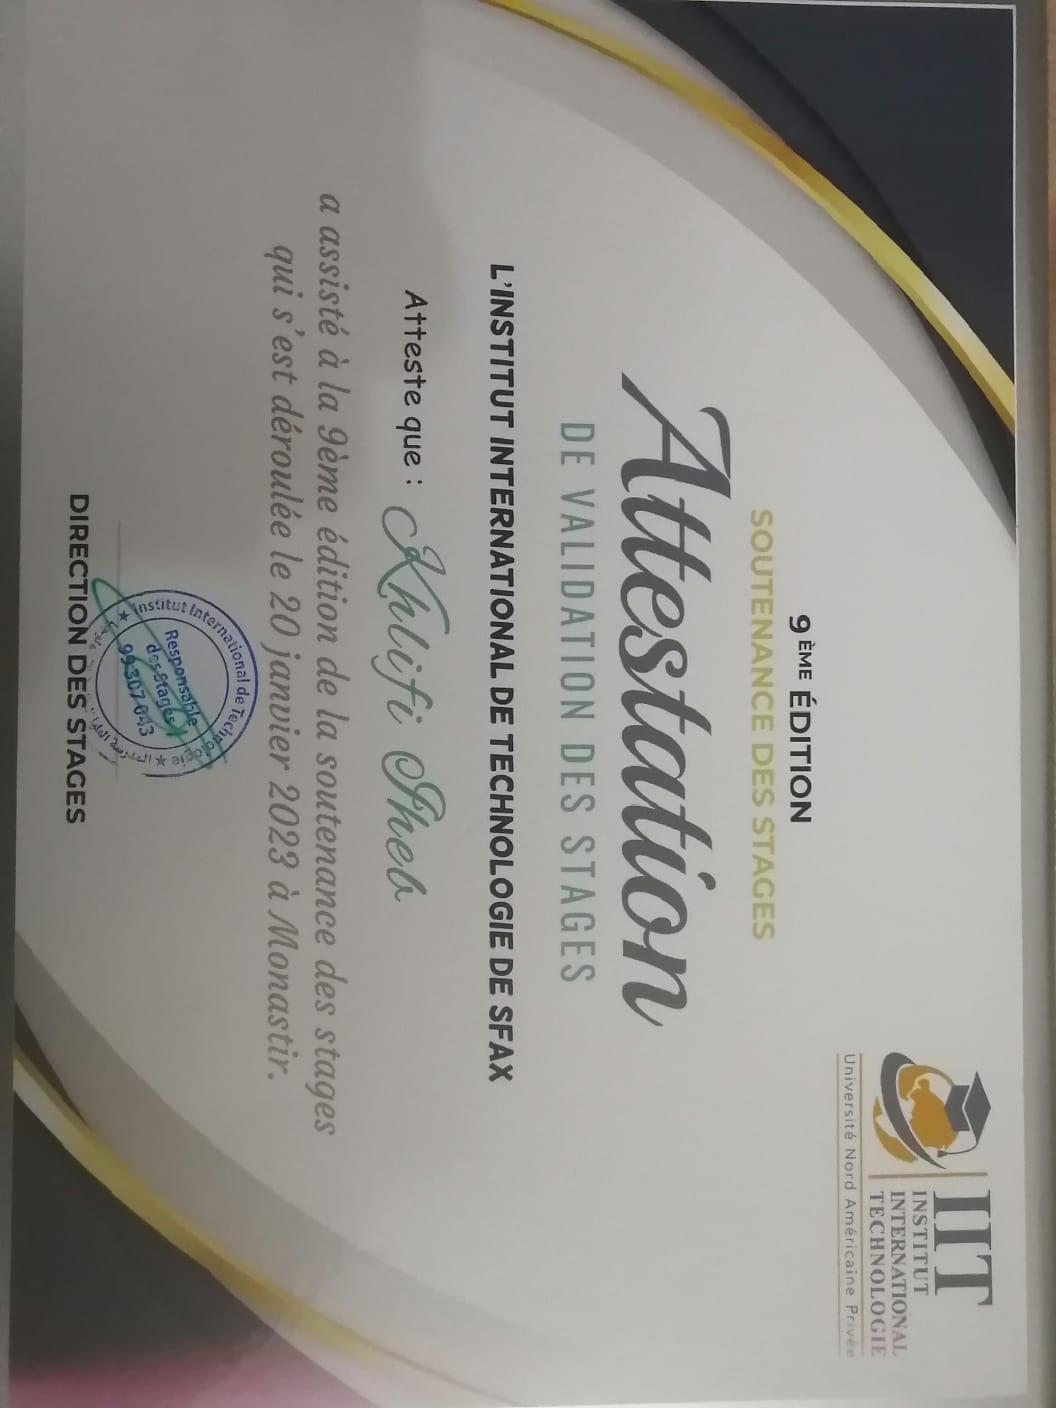 IIT
INSTITUT
INTERNATIONAL
TECHNOLOGIE
Université Nord Américaine Privée
9 ÈME ÉDITION
SOUTENANCE DES STAGES
Attestation
DE VALIDATION DES STAGES
L'INSTITUT INTERNATIONAL DE TECHNOLOGIE DE SFAX
Atteste que : Khlifi Iheb
a assisté à la 9ème édition de la soutenance des stages
qui s'est déroulée le 20 janvier 2023 à Monastir.
Institut International de Technologie
Responsable
des Stages
99 307 043
DIRECTION DES STAGES